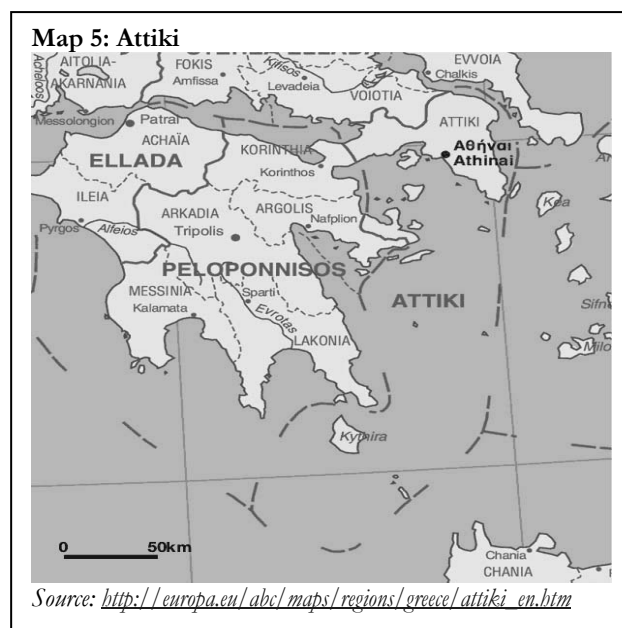 Map 5: Attiki
AITOLIA-
AKARNANIA
Acheloos
FOKIS
Amfissa
Kifisos
Levadeia
VOIOTIA
EVVOIA
Chalkis
ATTIKI
Αθήναι
Athinai
Messolongion
Patrai
ACHAÏA
ELLADA
KORINTHIA
Korinthos
ILEIA
Pyrgos
Alfeios
ARKADIA
Tripolis
ARGOLIS
Nafplion
Kea
PELOPONNISOS
MESSINIA
Kalamata
Sparti
Evrotas
LAKONIA
ATTIKI
Kythira
Chania
CHANIA
0 50km
Source: http://europa.eu/abc/maps/regions/greece/attiki_en.htm